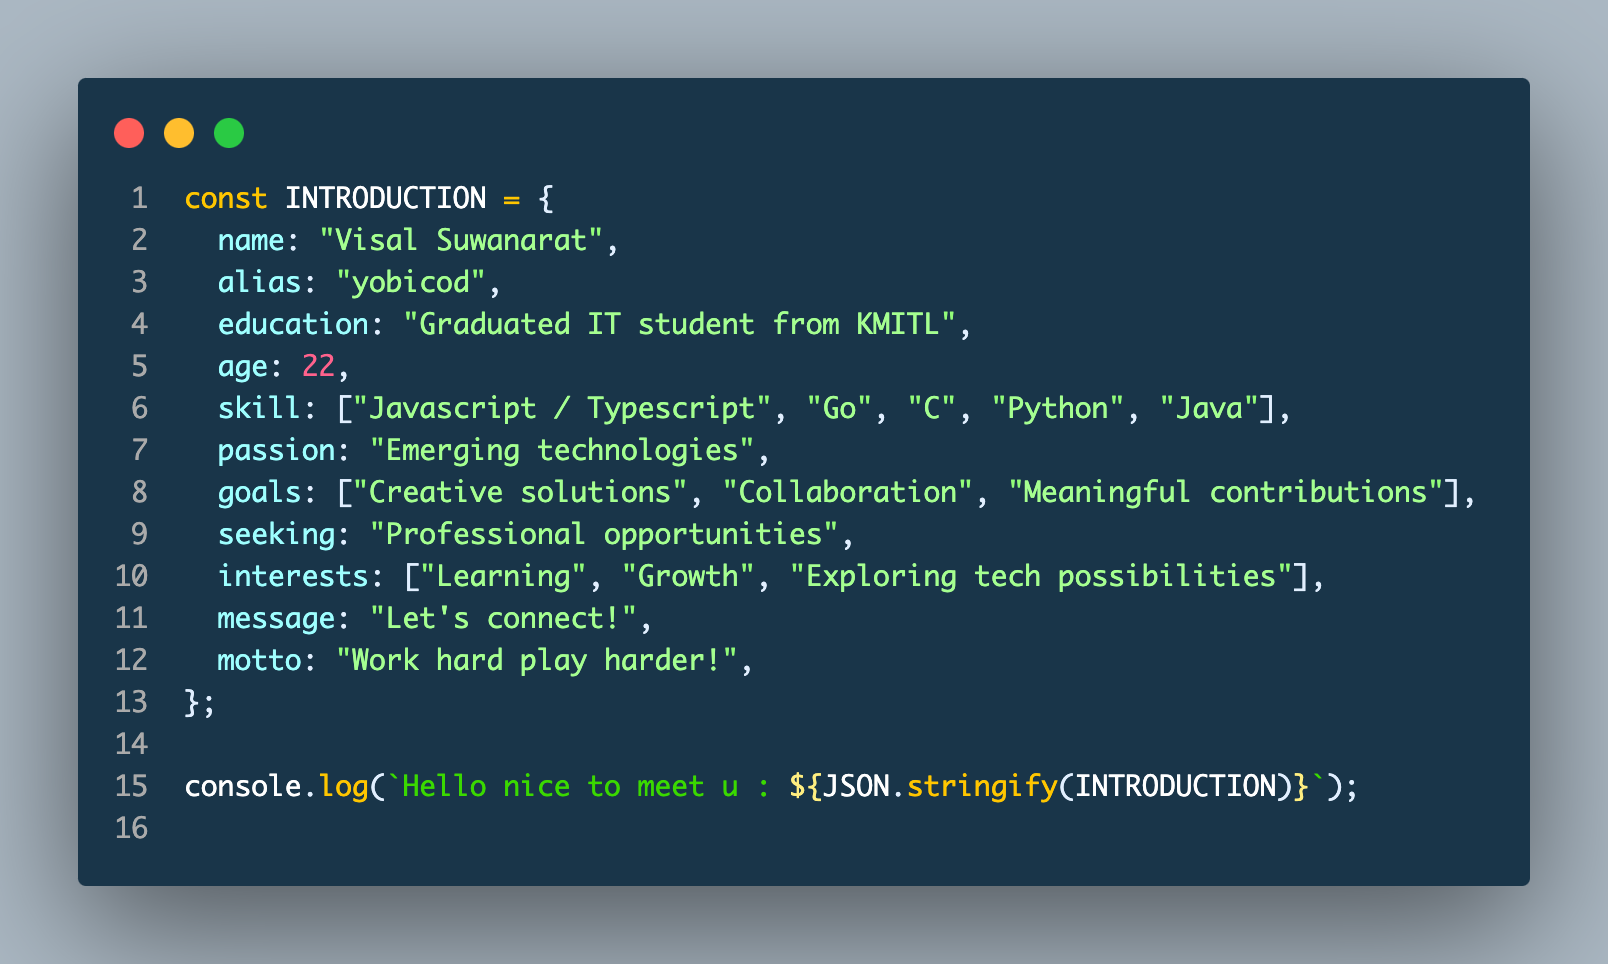 1 const INTRODUCTION = {
2   name: "Visal Suwanarat",
3   alias: "yobicod",
4   education: "Graduated IT student from KMITL",
5   age: 22,
6   skill: ["Javascript / Typescript", "Go", "C", "Python", "Java"],
7   passion: "Emerging technologies",
8   goals: ["Creative solutions", "Collaboration", "Meaningful contributions"],
9   seeking: "Professional opportunities",
10   interests: ["Learning", "Growth", "Exploring tech possibilities"],
11   message: "Let's connect!",
12   motto: "Work hard play harder!",
13 };
14
15 console.log(`Hello nice to meet u : ${JSON.stringify(INTRODUCTION)}`);
16